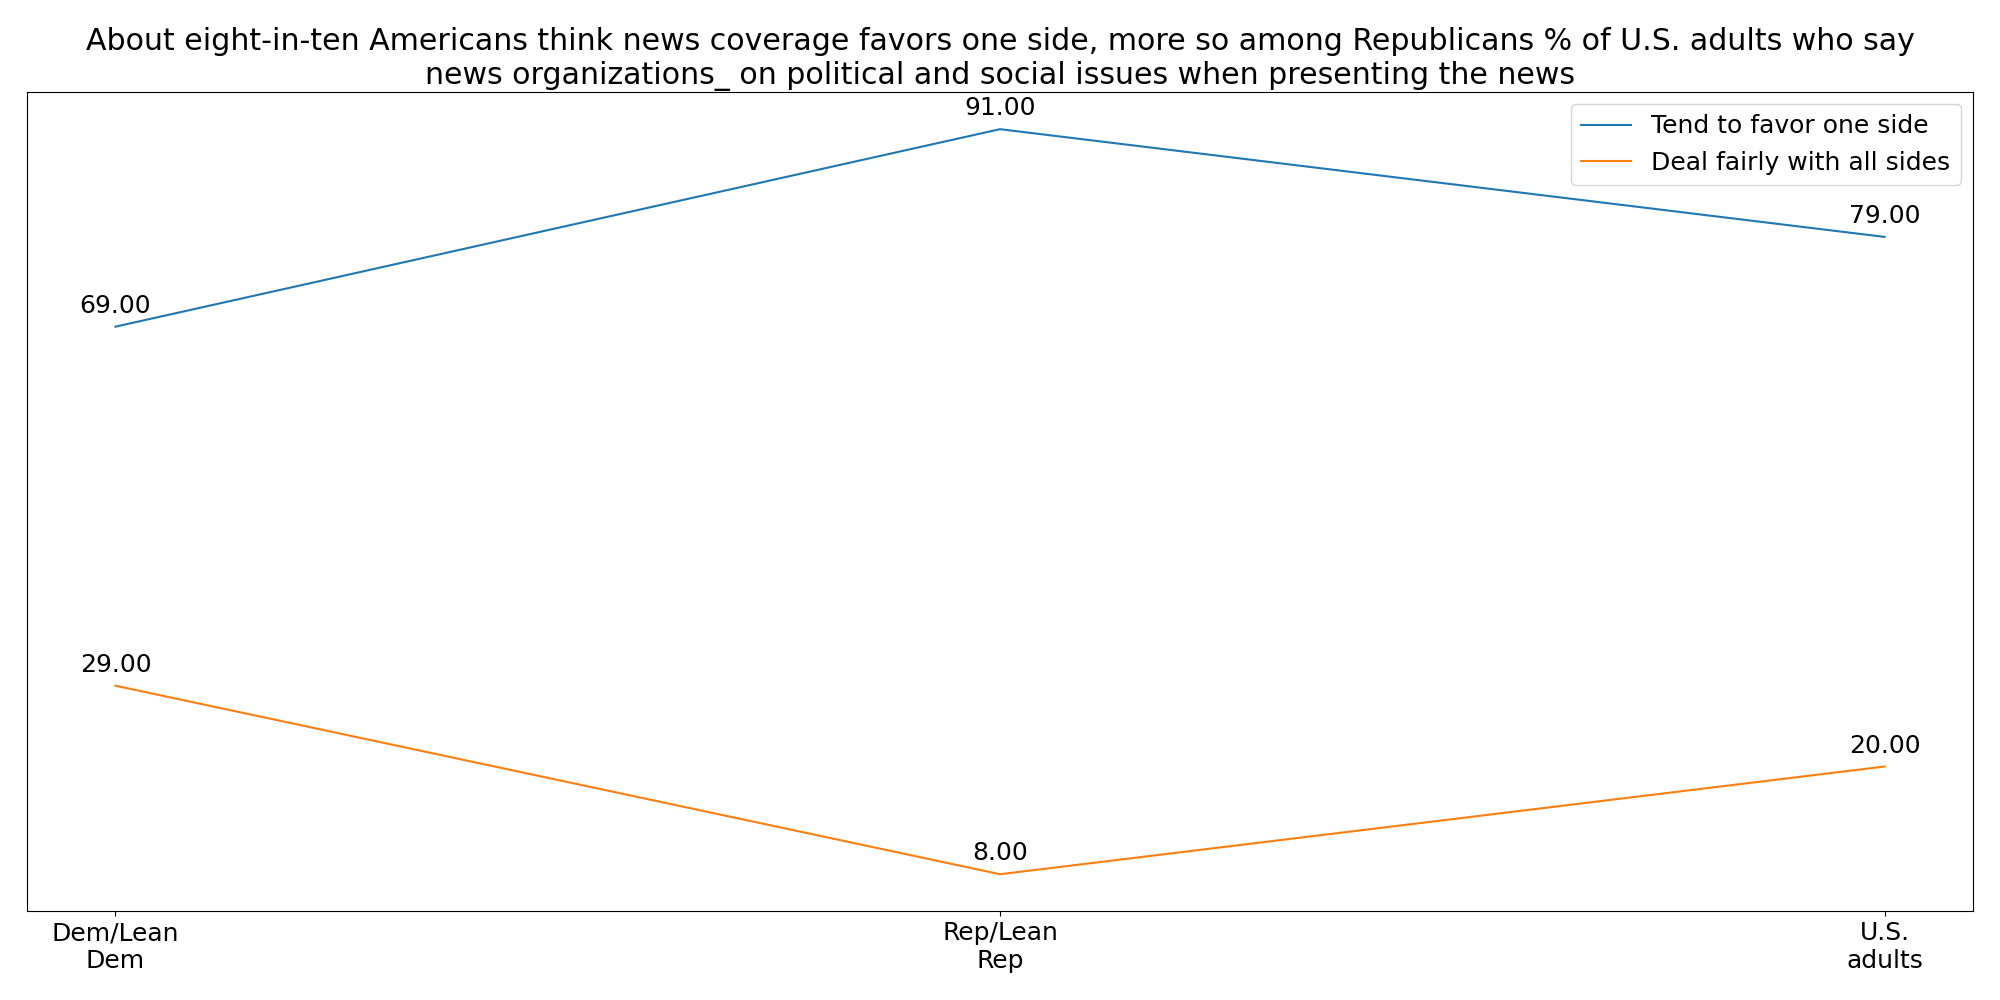 About eight-in-ten Americans think news coverage favors one side, more so among Republicans % of U.S. adults who say
news organizations_ on political and social issues when presenting the news
91.00
Tend to favor one side
Deal fairly with all sides
79.00
69.00
29.00
20.00
8.00
Dem/Lean
Dem
Rep/Lean
Rep
U.S.
adults